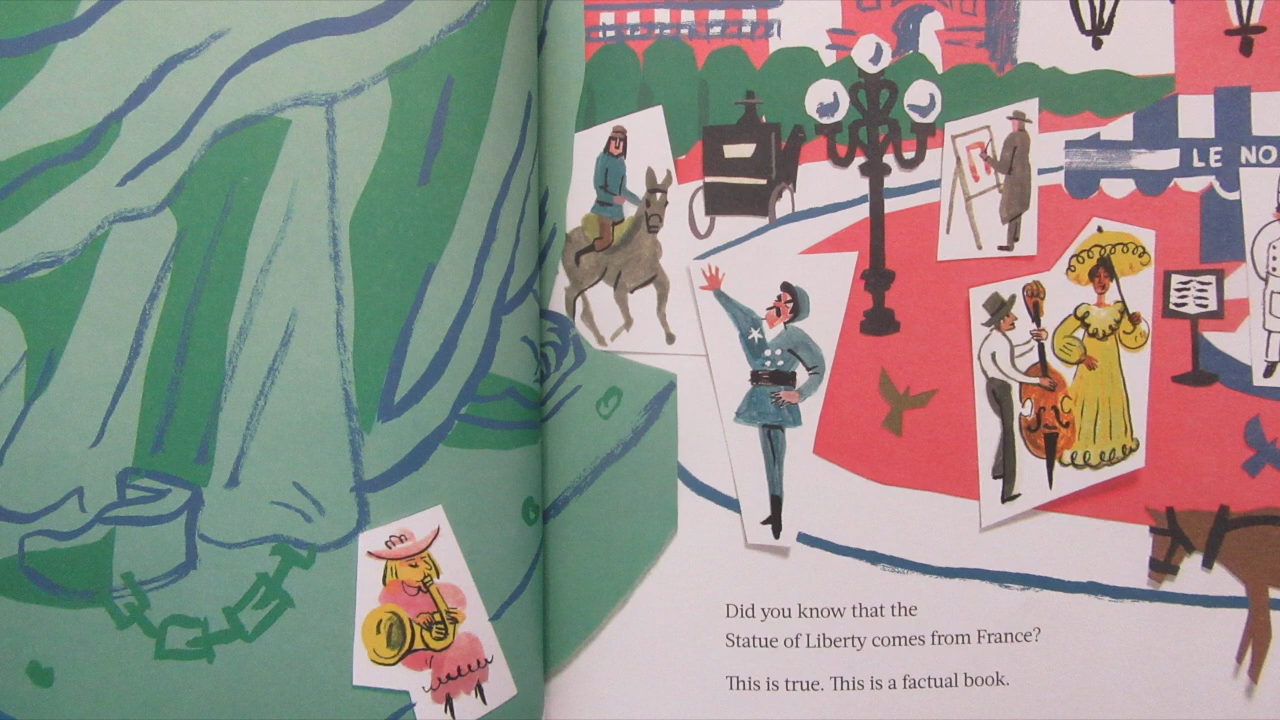 LE NO
Did you know that the
Statue of Liberty comes from France?
This is true. This is a factual book.